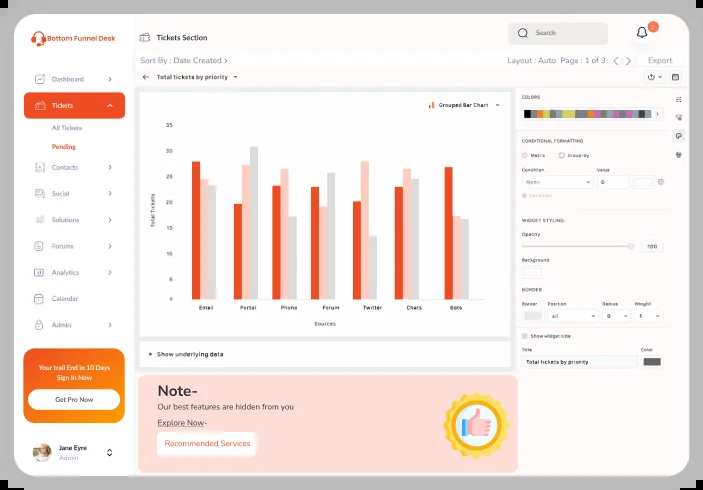 Bottom Funnel Desk
Dashboard
Tickets
All Tickets
Pending
Contacts
Social
Solutions
Forums
Analytics
Calendar
Admin
Your trail End in 10 Days
Sign In Now
Get Pro Now
Jane Eyre
Admin
Tickets Section
Search
Sort By : Date Created >
Layout : Auto Page : 1 of 3
Export
Total tickets by priority
Grouped Bar Chart
35
30
25
20
15
10
5
0
Total Tickets
Email Portal Phone Forum Twitter Chats Bots
Sources
Show underlying data
Note-
Our best features are hidden from you
Explore Now-
Recommended Services
COLORS
CONDITIONAL FORMATTING
Metric Group-by
Condition Value
None 0
WIDGET STYLING
Opacity
100
Background
BORDER
Border Position Radius Weight
all 0 1
Show widget title
Title Color
Total tickets by priority